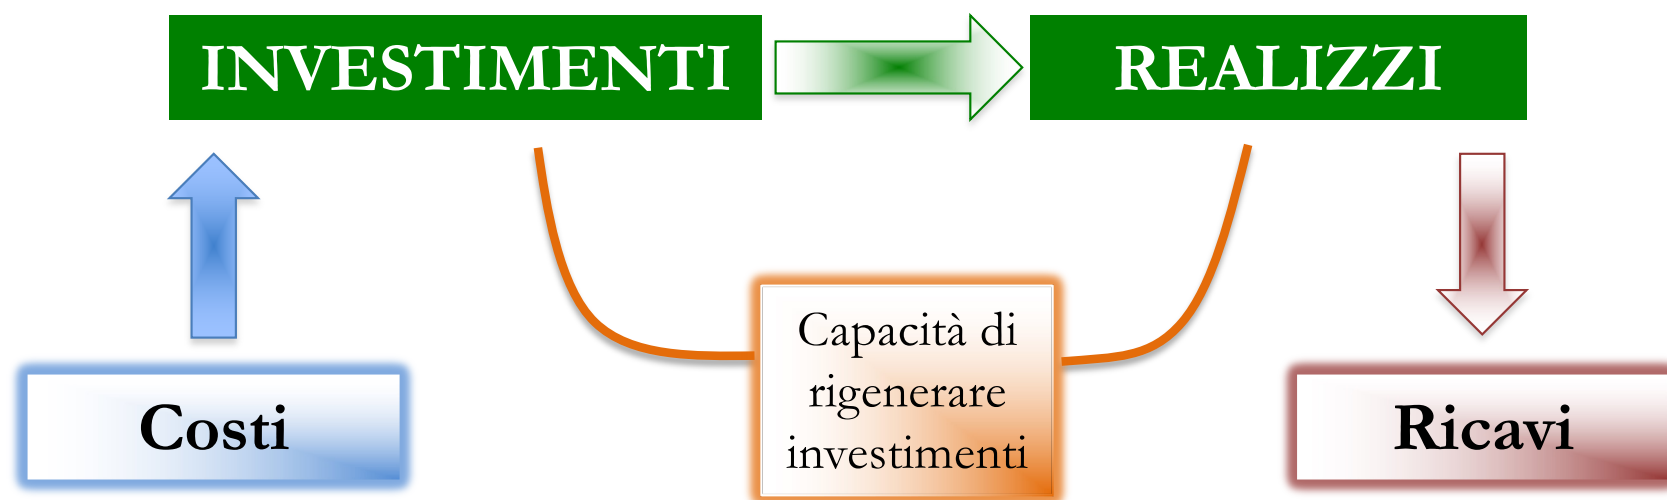 INVESTIMENTI
REALIZZI
Capacità di
rigenerare
investimenti
Costi
Ricavi